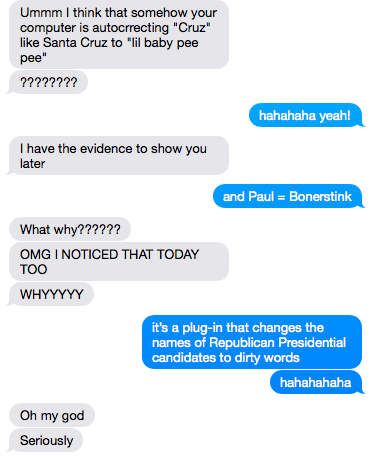 Ummm I think that somehow your
computer is autocrrecting "Cruz"
like Santa Cruz to "lil baby pee
pee"
????????
hahahaha yeah!
I have the evidence to show you
later
and Paul = Bonerstink
What why??????
OMG I NOTICED THAT TODAY
TOO
WHYYYYY
it's a plug-in that changes the
names of Republican Presidential
candidates to dirty words
hahahahaha
Oh my god
Seriously